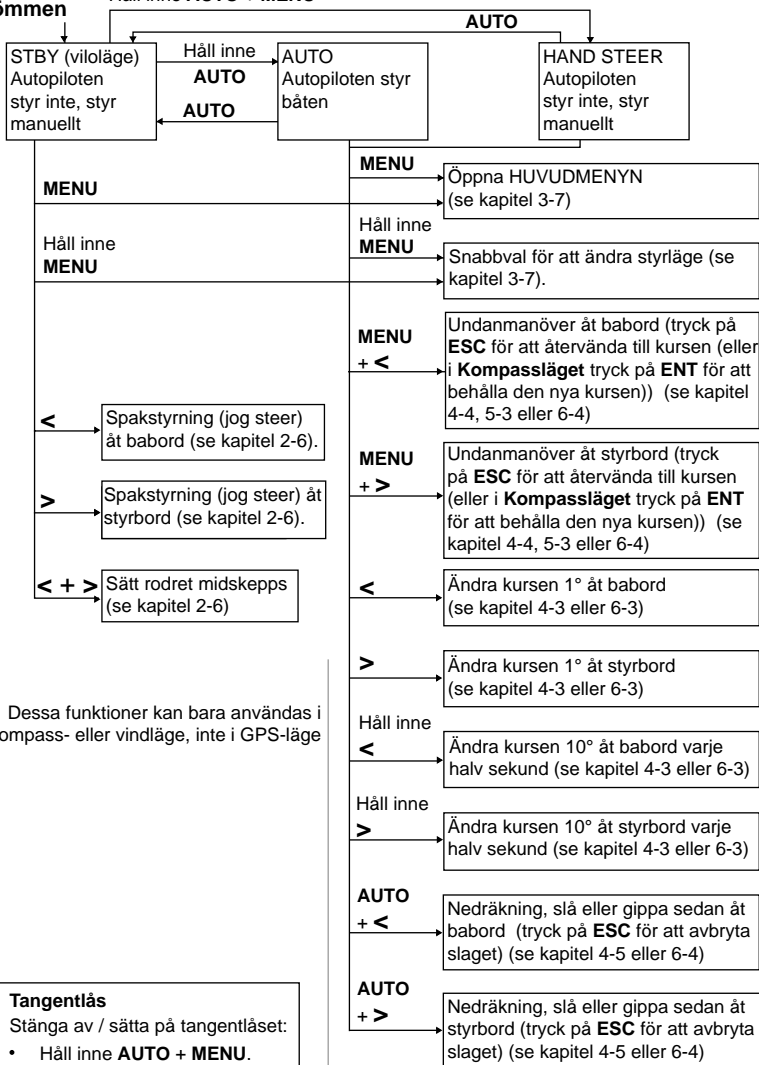 Håll inne AUTO + MENU
ömmen
AUTO
STBY (viloläge)
Autopiloten
styr inte, styr
manuellt
Håll inne
AUTO
AUTO
AUTO
Autopiloten styr
båten
HAND STEER
Autopiloten
styr inte, styr
manuellt
MENU
MENU
Öppna HUVUDMENYN
(se kapitel 3-7)
Håll inne
MENU
Håll inne
MENU
Snabbval för att ändra styrläge (se
kapitel 3-7).
MENU
+ <
Undanmanöver åt babord (tryck på
ESC för att återvända till kursen (eller
i Kompassläget tryck på ENT för att
behålla den nya kursen)) (se kapitel
4-4, 5-3 eller 6-4)
<
Spakstyrning (jog steer)
åt babord (se kapitel 2-6).
MENU
+ >
Undanmanöver åt styrbord (tryck
på ESC för att återvända till kursen
(eller i Kompassläget tryck på ENT
för att behålla den nya kursen)) (se
kapitel 4-4, 5-3 eller 6-4)
>
Spakstyrning (jog steer) åt
styrbord (se kapitel 2-6).
< + >
Sätt rodret midskepps
(se kapitel 2-6)
<
Ändra kursen 1° åt babord
(se kapitel 4-3 eller 6-3)
>
Ändra kursen 1° åt styrbord
(se kapitel 4-3 eller 6-3)
Dessa funktioner kan bara användas i
ompass- eller vindläge, inte i GPS-läge
Håll inne
<
Ändra kursen 10° åt babord varje
halv sekund (se kapitel 4-3 eller 6-3)
Håll inne
>
Ändra kursen 10° åt styrbord varje
halv sekund (se kapitel 4-3 eller 6-3)
AUTO
+ <
Nedräkning, slå eller gippa sedan åt
babord (tryck på ESC för att avbryta
slaget) (se kapitel 4-5 eller 6-4)
AUTO
+ >
Nedräkning, slå eller gippa sedan åt
styrbord (tryck på ESC för att avbryta
slaget) (se kapitel 4-5 eller 6-4)
Tangentlås
Stänga av / sätta på tangentlåset:
• Håll inne AUTO + MENU.